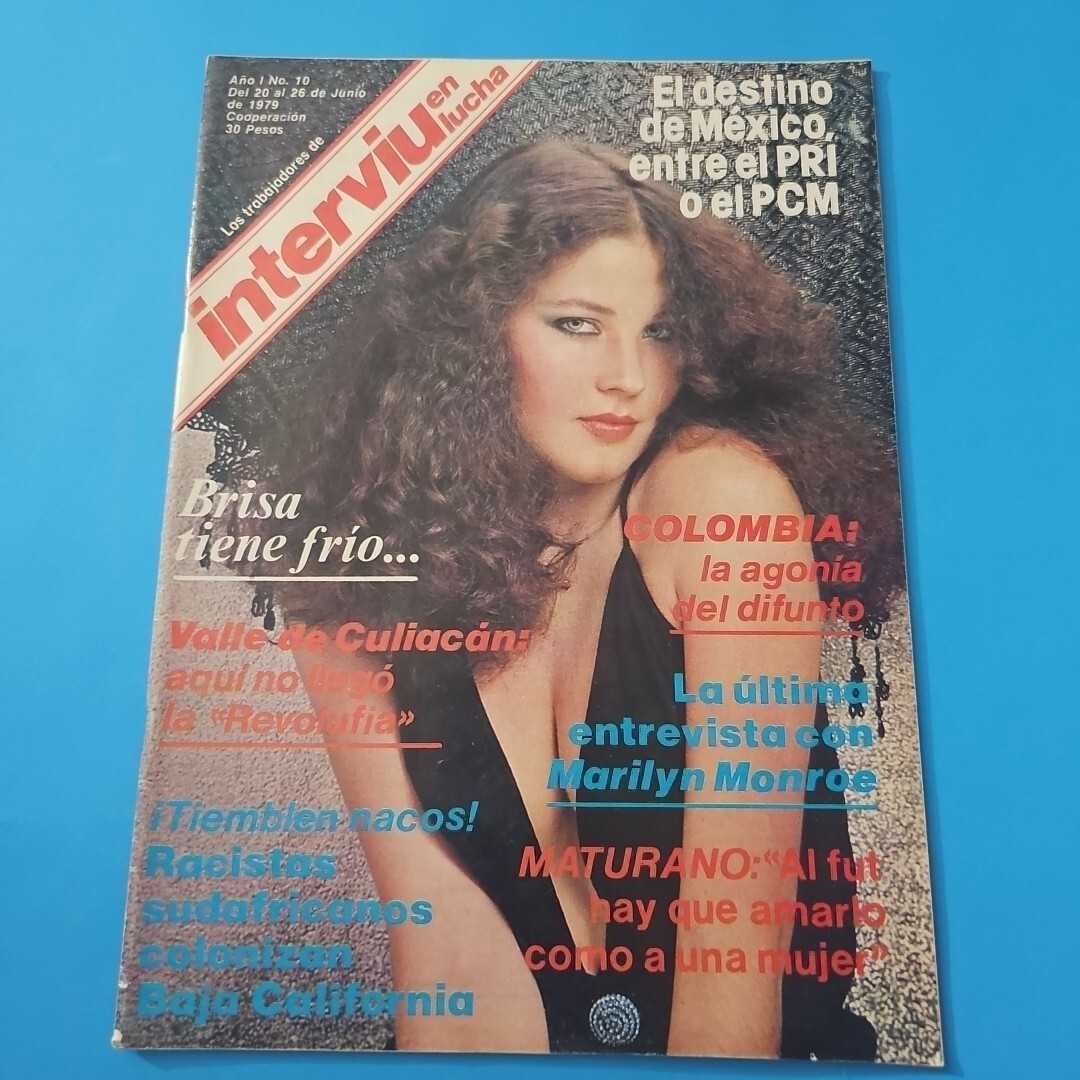 Año I No. 10
Del 20 al 26 de Junio
de 1979
Cooperación
30 Pesos
Los trabajadores de
interviu
en
lucha
El destino
de México,
entre el PRI
o el PCM
Brisa
tiene frío...
COLOMBIA:
la agonía
del difunto
Valle de Culiacán:
aquí no llegó
la «Revolufia»
La última
entrevista con
Marilyn Monroe
¡Tiemblen nacos!
Racistas
sudafricanos
colonizan
Baja California
MATURANO: «Al fut
hay que amarlo
como a una mujer»